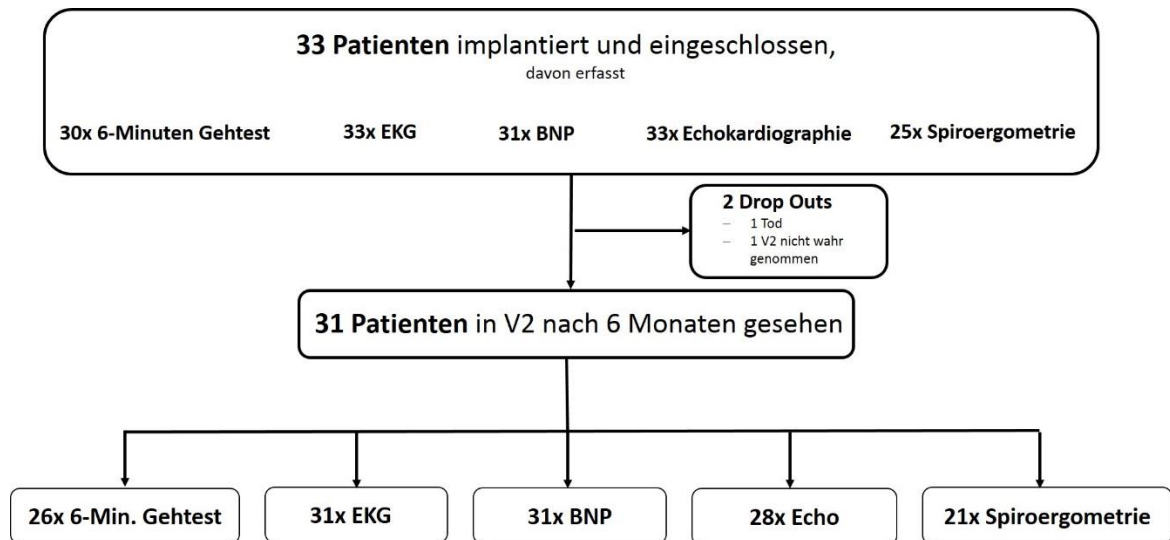 33 Patienten implantiert und eingeschlossen,
davon erfasst
30x 6-Minuten Gehtest
33x EKG
31x BNP
33x Echokardiographie
25x Spiroergometrie
2 Drop Outs
– 1 Tod
– 1 V2 nicht wahr
genommen
31 Patienten in V2 nach 6 Monaten gesehen
26x 6-Min. Gehtest
31x EKG
31x BNP
28x Echo
21x Spiroergometrie